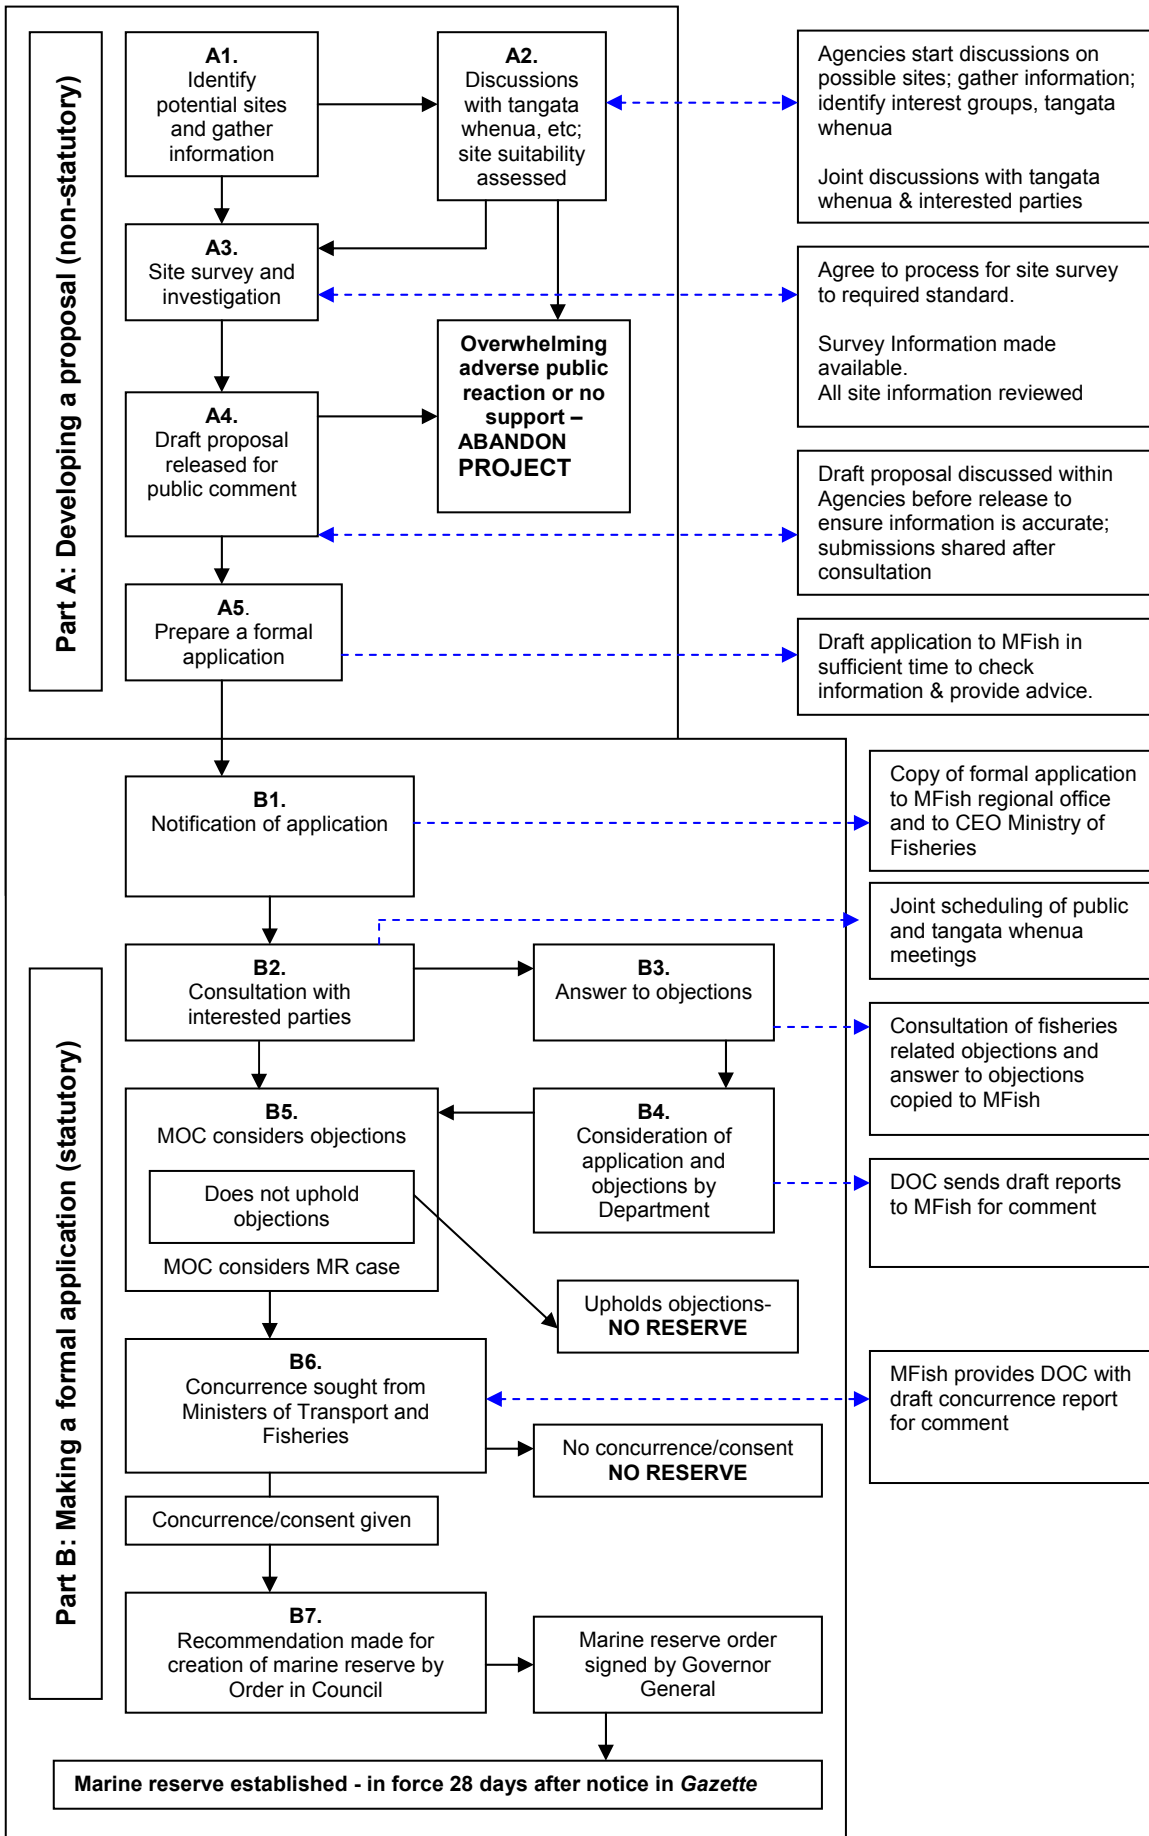 Part A: Developing a proposal (non-statutory)
A1.
Identify
potential sites
and gather
information
A2.
Discussions
with tangata
whenua, etc;
site suitability
assessed
Agencies start discussions on
possible sites; gather information;
identify interest groups, tangata
whenua
Joint discussions with tangata
whenua & interested parties
A3.
Site survey and
investigation
Agree to process for site survey
to required standard.
Survey Information made
available.
All site information reviewed
Overwhelming
adverse public
reaction or no
support –
ABANDON
PROJECT
A4.
Draft proposal
released for
public comment
Draft proposal discussed within
Agencies before release to
ensure information is accurate;
submissions shared after
consultation
A5.
Prepare a formal
application
Draft application to MFish in
sufficient time to check
information & provide advice.
Part B: Making a formal application (statutory)
B1.
Notification of application
Copy of formal application
to MFish regional office
and to CEO Ministry of
Fisheries
Joint scheduling of public
and tangata whenua
meetings
B2.
Consultation with
interested parties
B3.
Answer to objections
Consultation of fisheries
related objections and
answer to objections
copied to MFish
B5.
MOC considers objections
Does not uphold
objections
MOC considers MR case
B4.
Consideration of
application and
objections by
Department
DOC sends draft reports
to MFish for comment
Upholds objections-
NO RESERVE
B6.
Concurrence sought from
Ministers of Transport and
Fisheries
MFish provides DOC with
draft concurrence report
for comment
No concurrence/consent
NO RESERVE
Concurrence/consent given
B7.
Recommendation made for
creation of marine reserve by
Order in Council
Marine reserve order
signed by Governor
General
Marine reserve established - in force 28 days after notice in Gazette